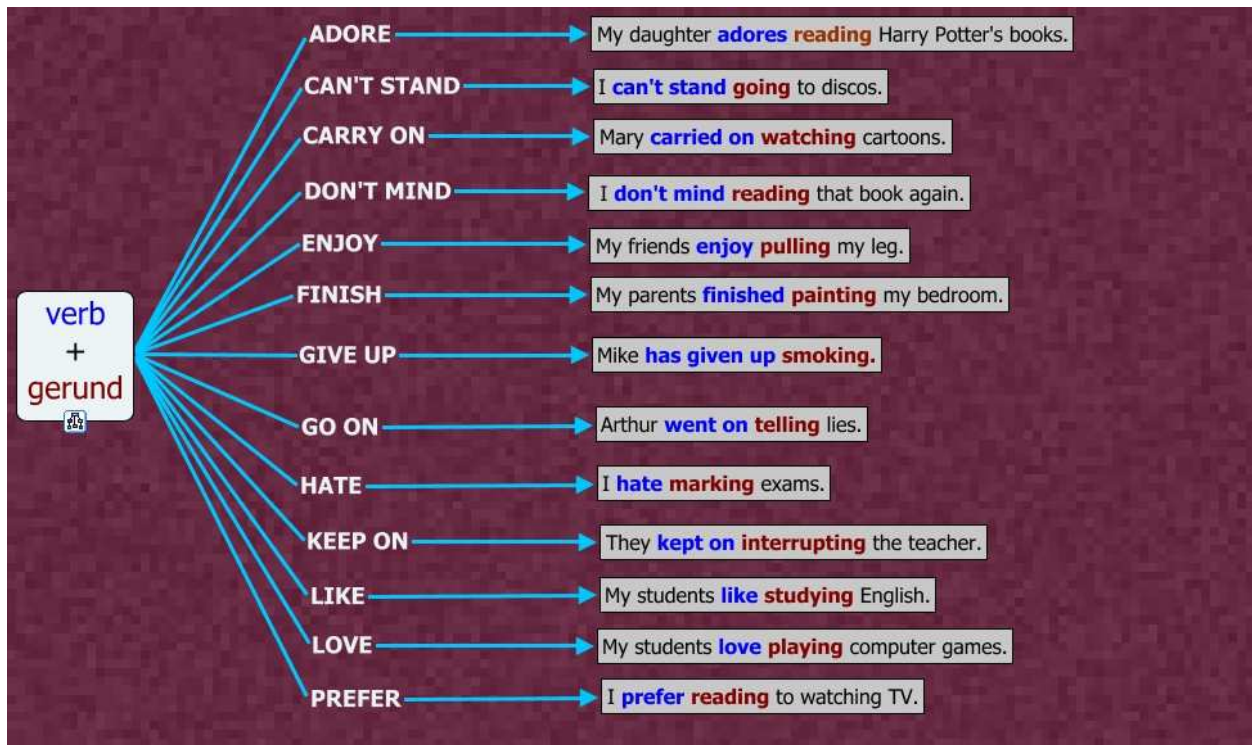 verb
+
gerund
ADORE
My daughter adores reading Harry Potter's books.
CAN'T STAND
I can't stand going to discos.
CARRY ON
Mary carried on watching cartoons.
DON'T MIND
I don't mind reading that book again.
ENJOY
My friends enjoy pulling my leg.
FINISH
My parents finished painting my bedroom.
GIVE UP
Mike has given up smoking.
GO ON
Arthur went on telling lies.
HATE
I hate marking exams.
KEEP ON
They kept on interrupting the teacher.
LIKE
My students like studying English.
LOVE
My students love playing computer games.
PREFER
I prefer reading to watching TV.